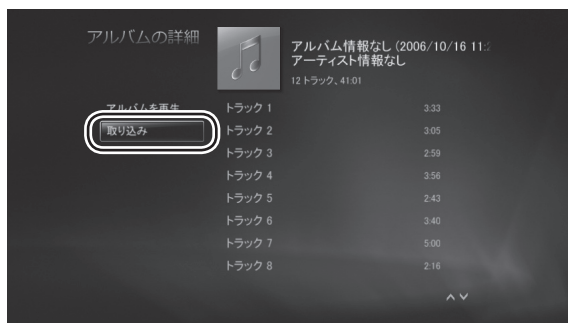 アルバムの詳細
アルバム情報なし (2006/10/16 11:
アーティスト情報なし
12 トラック、41:01
アルバムを再生
取り込み
トラック 1 3:33
トラック 2 3:05
トラック 3 2:59
トラック 4 3:56
トラック 5 2:43
トラック 6 3:40
トラック 7 5:00
トラック 8 2:16